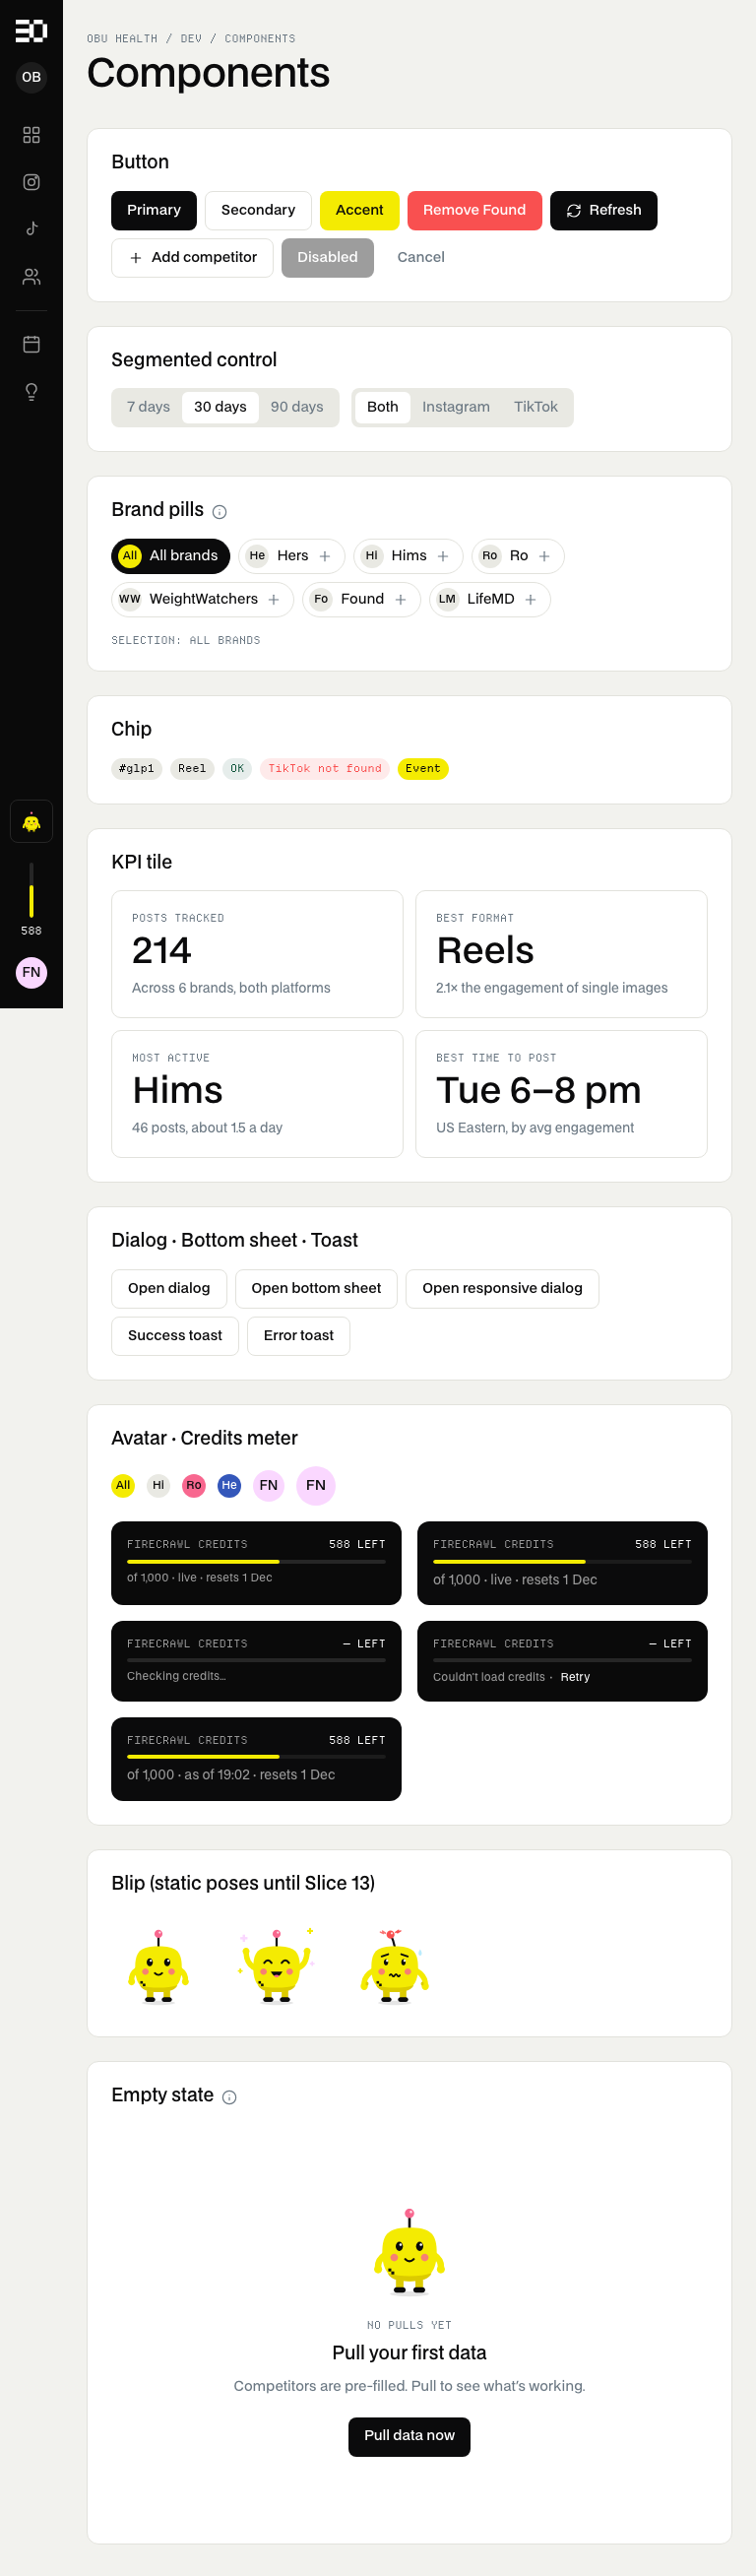 OB
588
FN
OBU HEALTH / DEV / COMPONENTS
Components
Button
Primary
Secondary
Accent
Remove Found
Refresh
Add competitor
Disabled
Cancel
Segmented control
7 days
30 days
90 days
Both
Instagram
TikTok
Brand pills
All All brands
He Hers
Hi Hims
Ro Ro
WW WeightWatchers
Fo Found
LM LifeMD
SELECTION: ALL BRANDS
Chip
#glp1
Reel
OK
TikTok not found
Event
KPI tile
POSTS TRACKED
214
Across 6 brands, both platforms
BEST FORMAT
Reels
2.1× the engagement of single images
MOST ACTIVE
Hims
46 posts, about 1.5 a day
BEST TIME TO POST
Tue 6–8 pm
US Eastern, by avg engagement
Dialog · Bottom sheet · Toast
Open dialog
Open bottom sheet
Open responsive dialog
Success toast
Error toast
Avatar · Credits meter
All
Hi
Ro
He
FN
FN
FIRECRAWL CREDITS 588 LEFT
of 1,000 · live · resets 1 Dec
FIRECRAWL CREDITS 588 LEFT
of 1,000 · live · resets 1 Dec
FIRECRAWL CREDITS — LEFT
Checking credits…
FIRECRAWL CREDITS — LEFT
Couldn't load credits · Retry
FIRECRAWL CREDITS 588 LEFT
of 1,000 · as of 19:02 · resets 1 Dec
Blip (static poses until Slice 13)
Empty state
NO PULLS YET
Pull your first data
Competitors are pre-filled. Pull to see what's working.
Pull data now